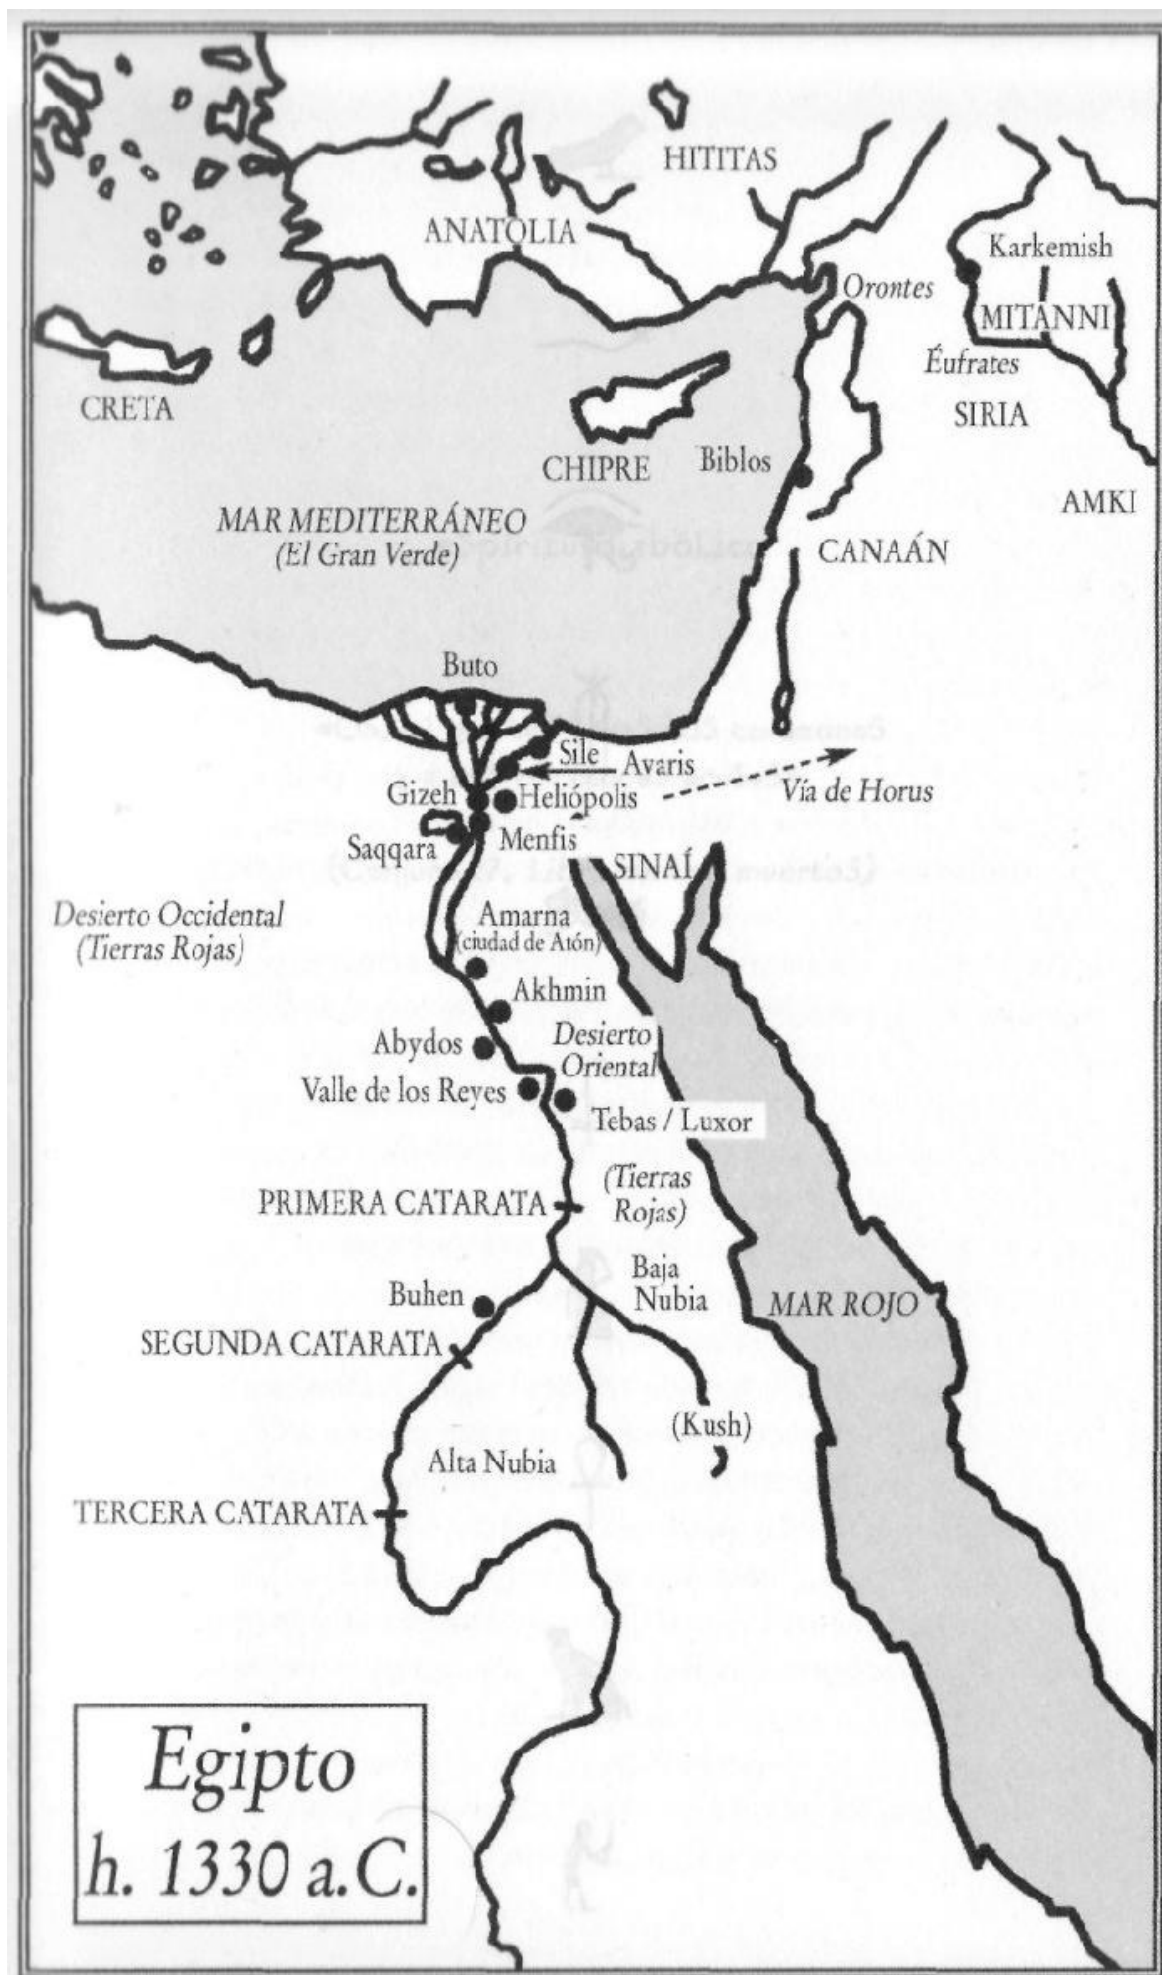 HITITAS
ANATOLIA
Karkemish
Orontes
MITANNI
Éufrates
CRETA
SIRIA
CHIPRE
Biblos
AMKI
MAR MEDITERRÁNEO
(El Gran Verde)
CANAÁN
Buto
Sile
Avaris
Gizeh
Heliópolis
Vía de Horus
Saqqara
Menfis
SINAÍ
Desierto Occidental
(Tierras Rojas)
Amarna
(ciudad de Atón)
Akhmin
Abydos
Desierto
Oriental
Valle de los Reyes
Tebas / Luxor
(Tierras
Rojas)
PRIMERA CATARATA
Baja
Nubia
Buhen
MAR ROJO
SEGUNDA CATARATA
(Kush)
Alta Nubia
TERCERA CATARATA
Egipto
h. 1330 a.C.